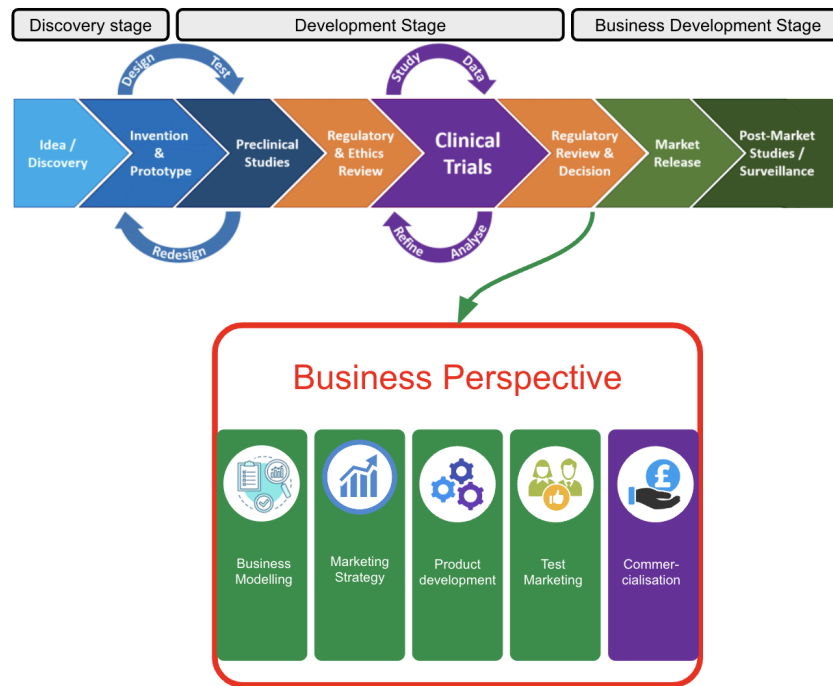 Discovery stage
Development Stage
Business Development Stage
Design
Test
Study
Data
Idea /
Discovery
Invention
&
Prototype
Preclinical
Studies
Regulatory
& Ethics
Review
Clinical
Trials
Regulatory
Review &
Decision
Market
Release
Post-Market
Studies /
Surveillance
Redesign
Refine
Analyse
Business Perspective
Business
Modelling
Marketing
Strategy
Product
development
Test
Marketing
£
Commer-
cialisation